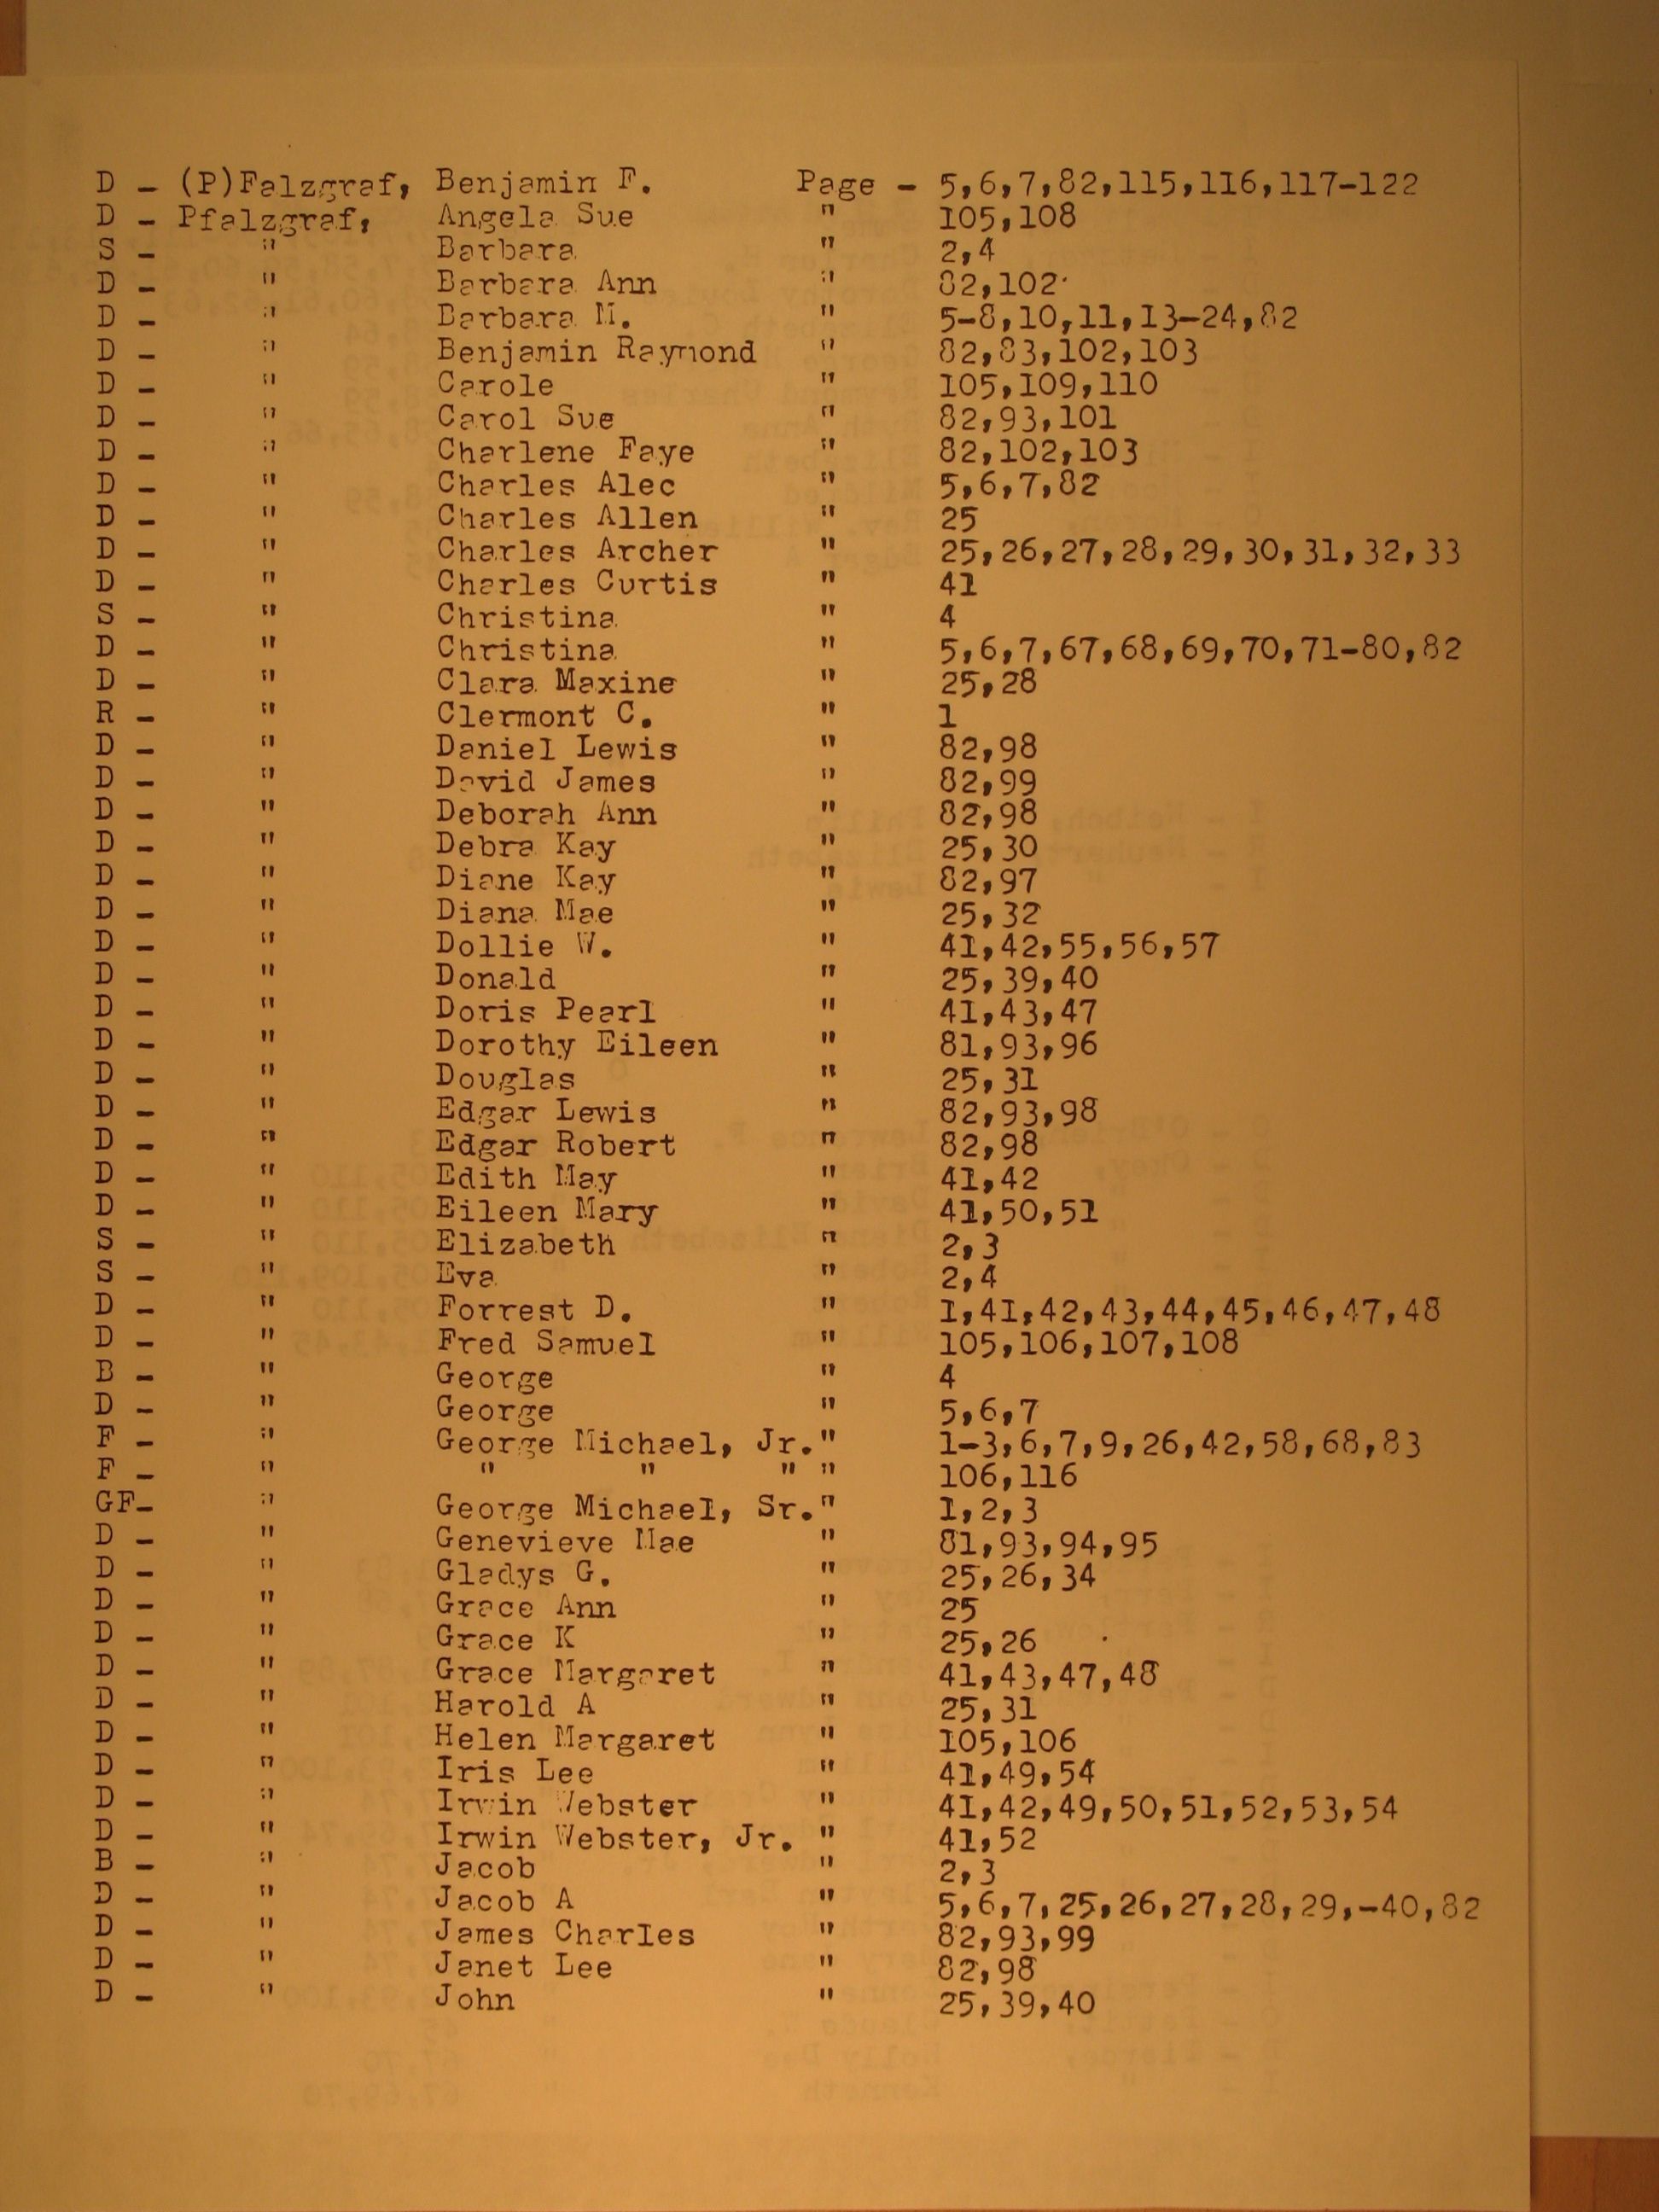 D - (P)Falzgraf, Benjamin F. Page - 5,6,7,82,115,116,117-122
D - Pfalzgraf, Angela Sue " 105,108
S - " Barbara " 2,4
D - " Barbara Ann " 82,102
D - " Barbara M. " 5-8,10,11,13-24,82
D - " Benjamin Raymond " 82,83,102,103
D - " Carole " 105,109,110
D - " Carol Sue " 82,93,101
D - " Charlene Faye " 82,102,103
D - " Charles Alec " 5,6,7,82
D - " Charles Allen " 25
D - " Charles Archer " 25,26,27,28,29,30,31,32,33
D - " Charles Curtis " 41
S - " Christina " 4
D - " Christina " 5,6,7,67,68,69,70,71-80,82
D - " Clara Maxine " 25,28
R - " Clermont C. " 1
D - " Daniel Lewis " 82,98
D - " David James " 82,99
D - " Deborah Ann " 82,98
D - " Debra Kay " 25,30
D - " Diane Kay " 82,97
D - " Diana Mae " 25,32
D - " Dollie W. " 41,42,55,56,57
D - " Donald " 25,39,40
D - " Doris Pearl " 41,43,47
D - " Dorothy Eileen " 81,93,96
D - " Douglas " 25,31
D - " Edgar Lewis " 82,93,98
D - " Edgar Robert " 82,98
D - " Edith May " 41,42
D - " Eileen Mary " 41,50,51
S - " Elizabeth " 2,3
S - " Eva " 2,4
D - " Forrest D. " 1,41,42,43,44,45,46,47,48
D - " Fred Samuel " 105,106,107,108
B - " George " 4
D - " George " 5,6,7
F - " George Michael, Jr." 1-3,6,7,9,26,42,58,68,83
F - " " " " " 106,116
GF- " George Michael, Sr." 1,2,3
D - " Genevieve Mae " 81,93,94,95
D - " Gladys G. " 25,26,34
D - " Grace Ann " 25
D - " Grace K " 25,26
D - " Grace Margaret " 41,43,47,48
D - " Harold A " 25,31
D - " Helen Margaret " 105,106
D - " Iris Lee " 41,49,54
D - " Irwin Webster " 41,42,49,50,51,52,53,54
D - " Irwin Webster, Jr. " 41,52
B - " Jacob " 2,3
D - " Jacob A " 5,6,7,25,26,27,28,29,-40,82
D - " James Charles " 82,93,99
D - " Janet Lee " 82,98
D - " John " 25,39,40